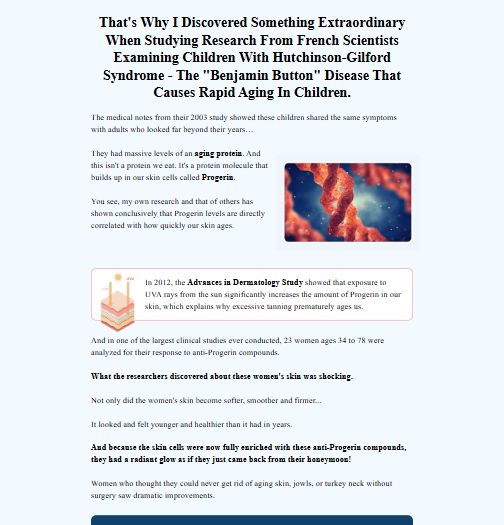 That's Why I Discovered Something Extraordinary
When Studying Research From French Scientists
Examining Children With Hutchinson-Gilford
Syndrome - The "Benjamin Button" Disease That
Causes Rapid Aging In Children.
The medical notes from their 2003 study showed these children shared the same symptoms
with adults who looked far beyond their years…
They had massive levels of an aging protein. And
this isn't a protein we eat. It's a protein molecule that
builds up in our skin cells called Progerin.
You see, my own research and that of others has
shown conclusively that Progerin levels are directly
correlated with how quickly our skin ages.
In 2012, the Advances in Dermatology Study showed that exposure to
UVA rays from the sun significantly increases the amount of Progerin in our
skin, which explains why excessive tanning prematurely ages us.
And in one of the largest clinical studies ever conducted, 23 women ages 34 to 78 were
analyzed for their response to anti-Progerin compounds.
What the researchers discovered about these women's skin was shocking.
Not only did the women's skin become softer, smoother and firmer...
It looked and felt younger and healthier than it had in years.
And because the skin cells were now fully enriched with these anti-Progerin compounds,
they had a radiant glow as if they just came back from their honeymoon!
Women who thought they could never get rid of aging skin, jowls, or turkey neck without
surgery saw dramatic improvements.